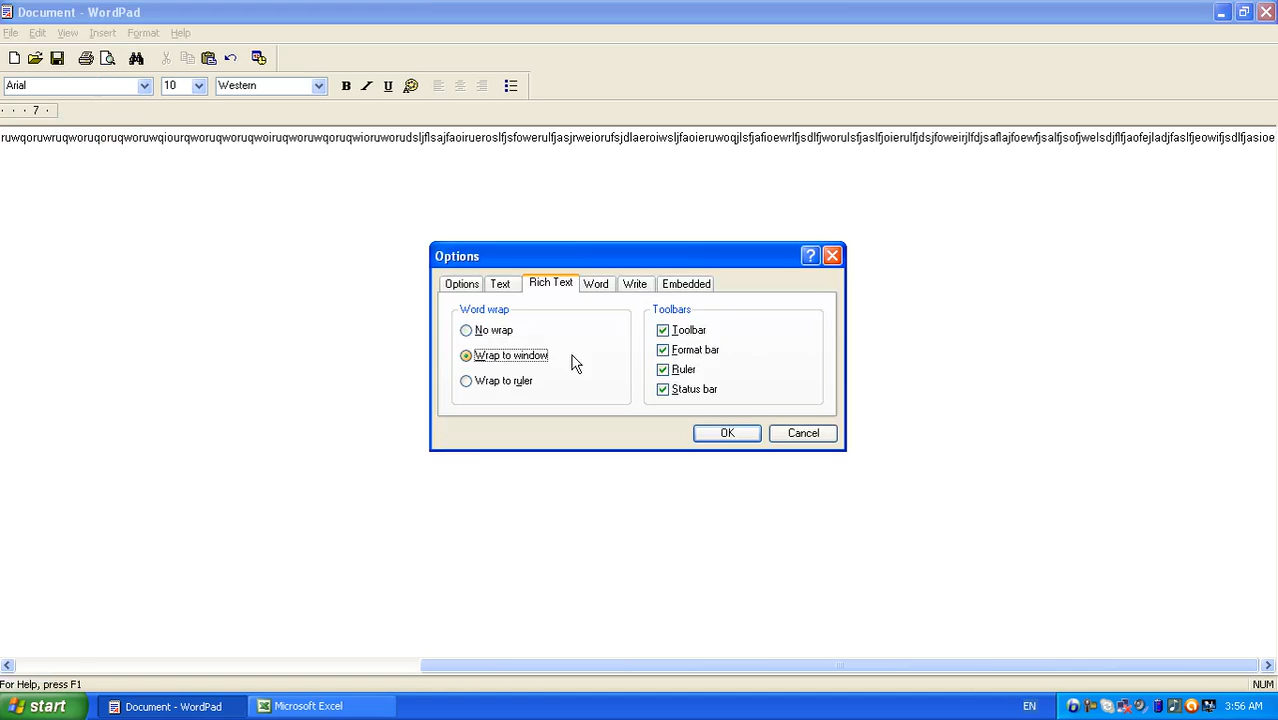 Document - WordPad
File Edit View Insert Format Help
Arial 10 Western B I U
7
Options
Options Text Rich Text Word Write Embedded
Word wrap Toolbars
No wrap Toolbar
Wrap to window Format bar
Wrap to ruler Ruler
Status bar
OK Cancel
For Help, press F1 NUM
start Document - WordPad Microsoft Excel EN 3:56 AM